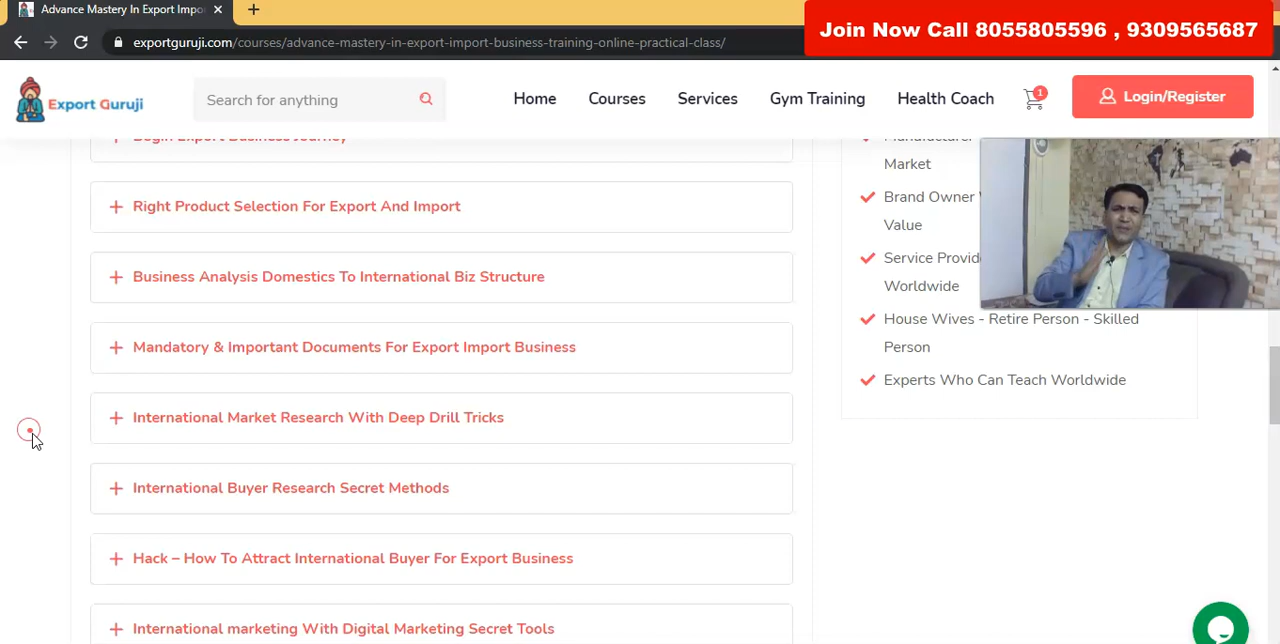 Advance Mastery In Export Impo
Join Now Call 8055805596 , 9309565687
exportguruji.com/courses/advance-mastery-in-export-import-business-training-online-practical-class/
Export Guruji
Search for anything
Home
Courses
Services
Gym Training
Health Coach
1
Login/Register
Begin Export Business Journey
Right Product Selection For Export And Import
Business Analysis Domestics To International Biz Structure
Mandatory & Important Documents For Export Import Business
International Market Research With Deep Drill Tricks
International Buyer Research Secret Methods
Hack – How To Attract International Buyer For Export Business
International marketing With Digital Marketing Secret Tools
Manufacturer
Market
Brand Owner
Value
Service Provid
Worldwide
House Wives - Retire Person - Skilled
Person
Experts Who Can Teach Worldwide